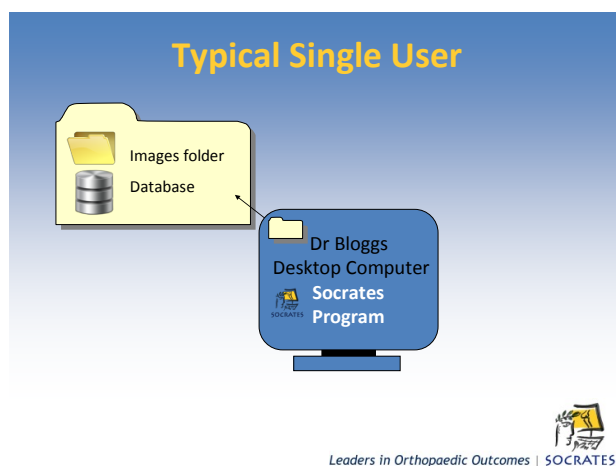 Typical Single User
Images folder
Database
Dr Bloggs
Desktop Computer
Socrates
Program
SOCRATES
Leaders in Orthopaedic Outcomes | SOCRATES